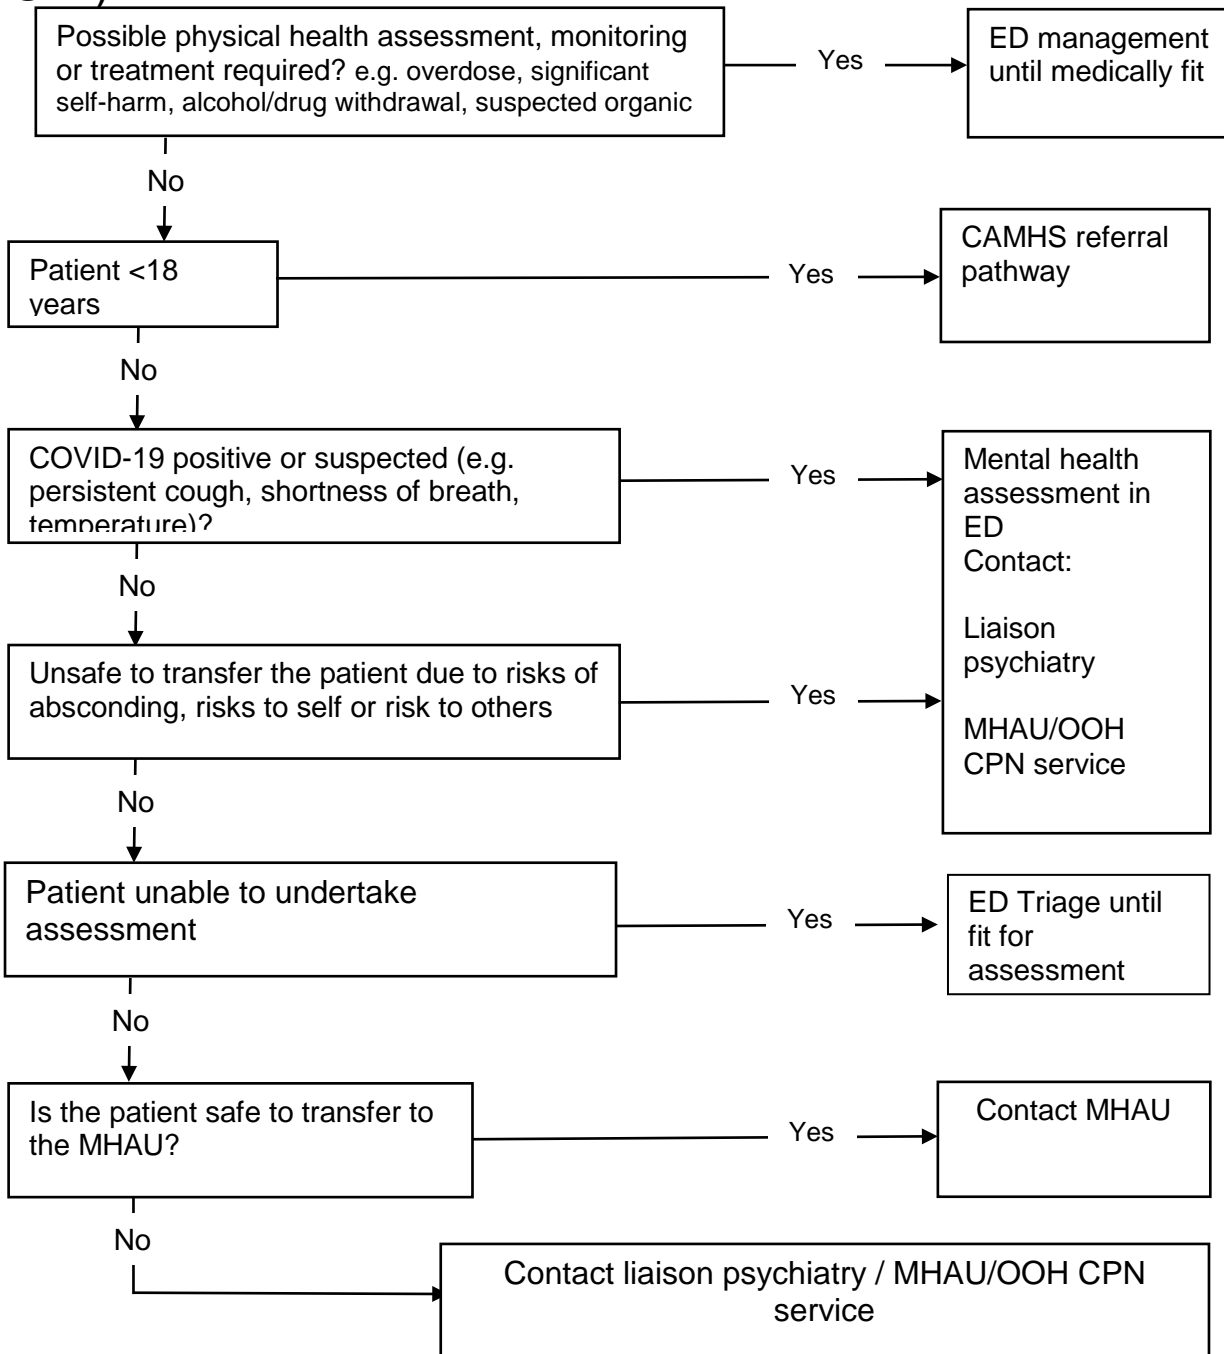 Possible physical health assessment, monitoring
or treatment required? e.g. overdose, significant
self-harm, alcohol/drug withdrawal, suspected organic
Yes
ED management
until medically fit
No
Patient <18
years
Yes
CAMHS referral
pathway
No
COVID-19 positive or suspected (e.g.
persistent cough, shortness of breath,
temperature)?
Yes
Mental health
assessment in
ED
Contact:
Liaison
psychiatry
MHAU/OOH
CPN service
No
Unsafe to transfer the patient due to risks of
absconding, risks to self or risk to others
Yes
No
Patient unable to undertake
assessment
Yes
ED Triage until
fit for
assessment
No
Is the patient safe to transfer to
the MHAU?
Yes
Contact MHAU
No
Contact liaison psychiatry / MHAU/OOH CPN
service